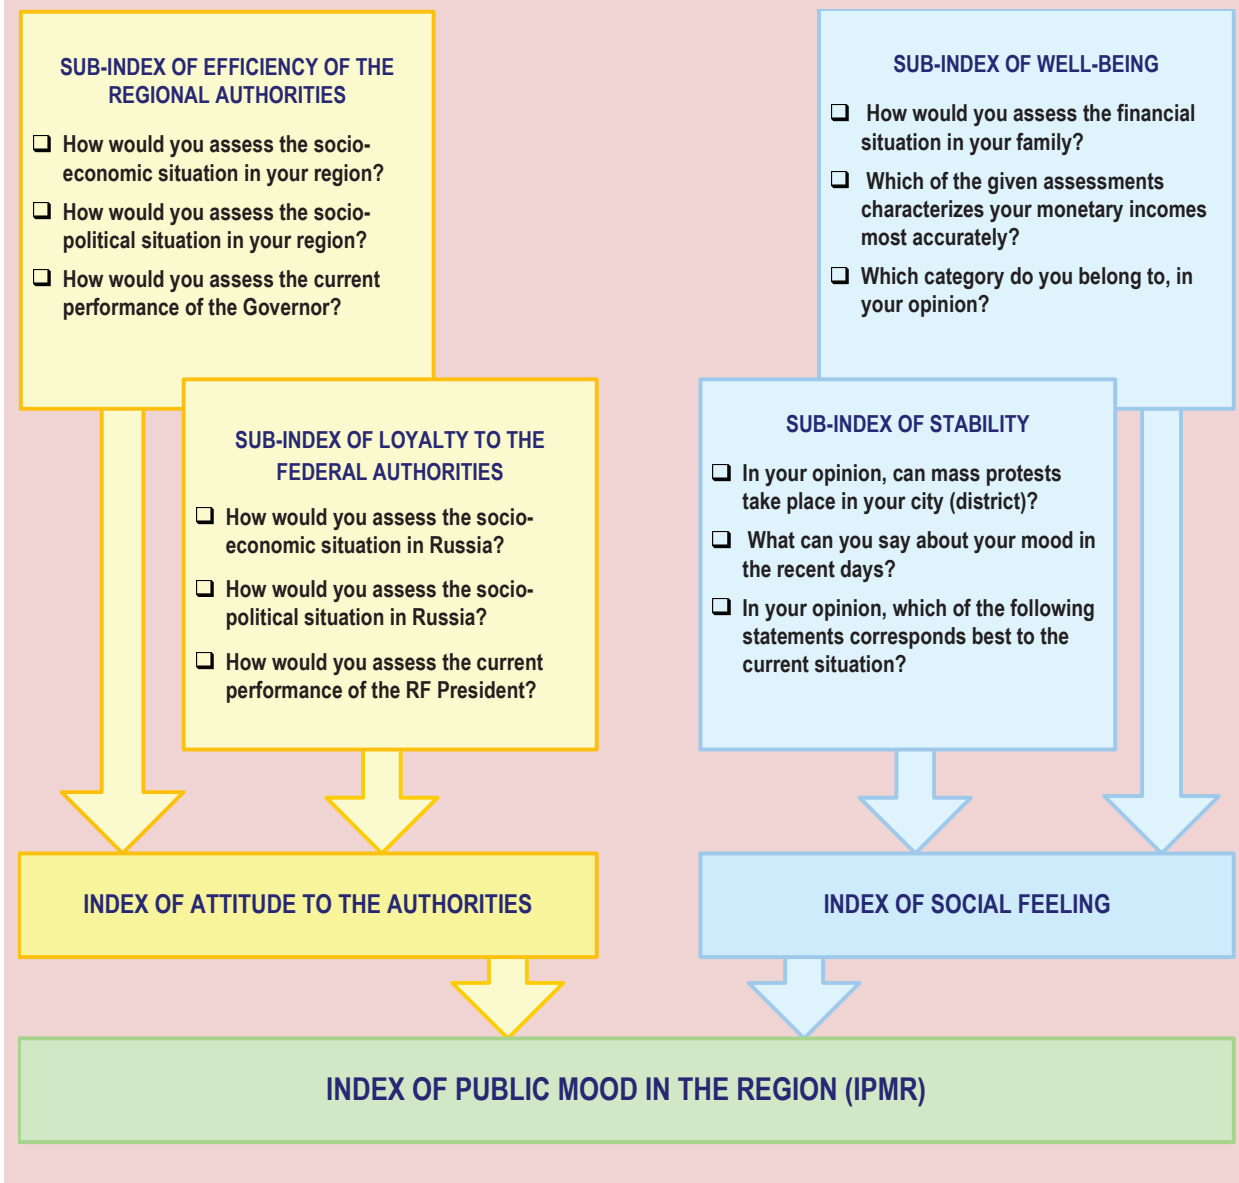 SUB-INDEX OF EFFICIENCY OF THE
REGIONAL AUTHORITIES
How would you assess the socio-
economic situation in your region?
How would you assess the socio-
political situation in your region?
How would you assess the current
performance of the Governor?
SUB-INDEX OF LOYALTY TO THE
FEDERAL AUTHORITIES
How would you assess the socio-
economic situation in Russia?
How would you assess the socio-
political situation in Russia?
How would you assess the current
performance of the RF President?
SUB-INDEX OF WELL-BEING
How would you assess the financial
situation in your family?
Which of the given assessments
characterizes your monetary incomes
most accurately?
Which category do you belong to, in
your opinion?
SUB-INDEX OF STABILITY
In your opinion, can mass protests
take place in your city (district)?
What can you say about your mood in
the recent days?
In your opinion, which of the following
statements corresponds best to the
current situation?
INDEX OF ATTITUDE TO THE AUTHORITIES
INDEX OF SOCIAL FEELING
INDEX OF PUBLIC MOOD IN THE REGION (IPMR)